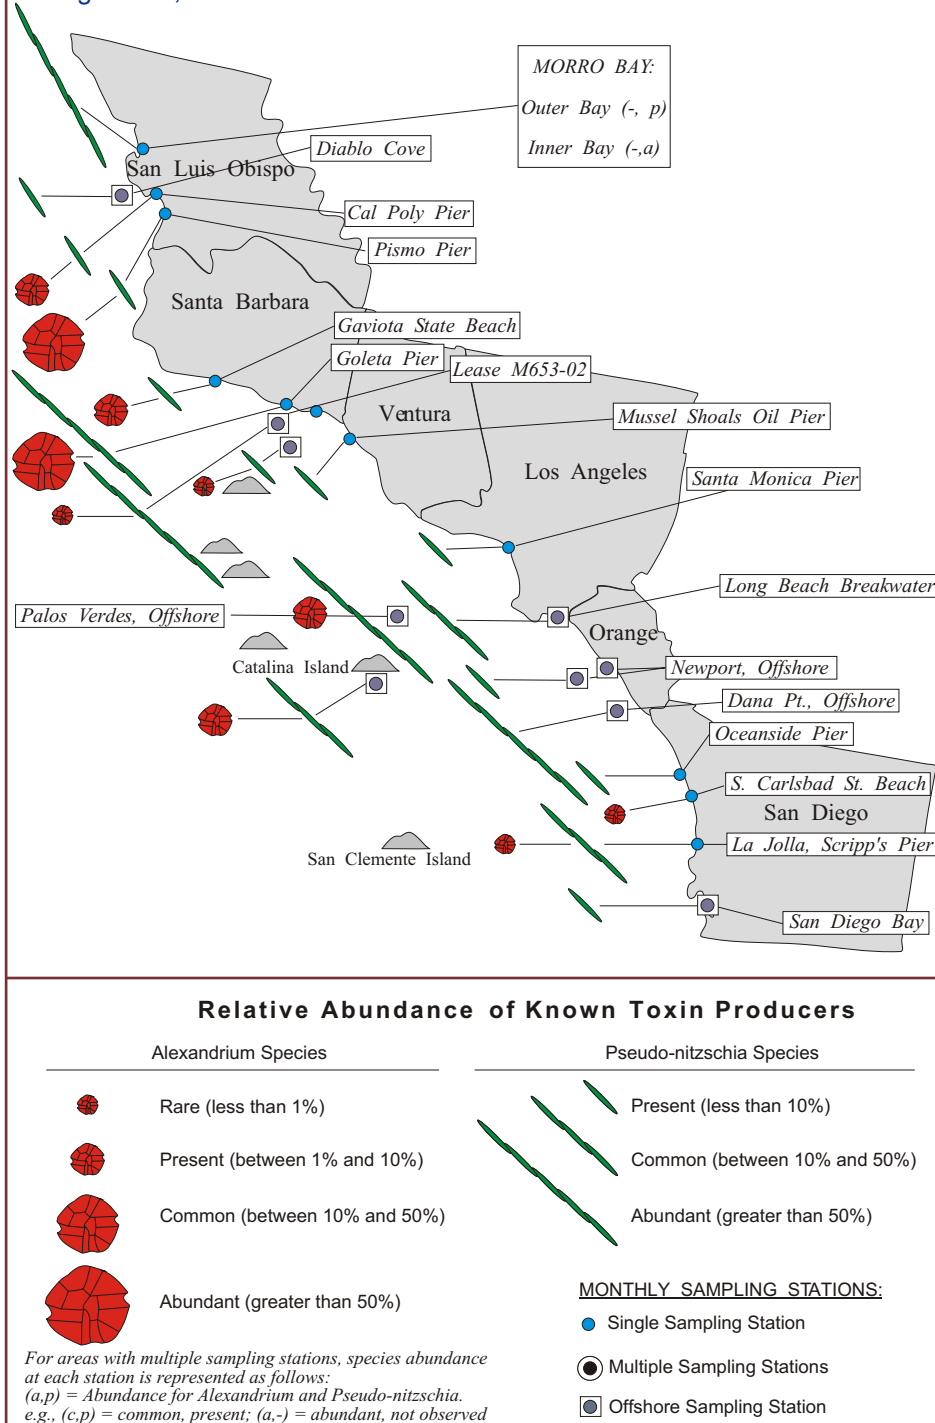 MORRO BAY:
Outer Bay (-, p)
Inner Bay (-,a)
Diablo Cove
San Luis Obispo
Cal Poly Pier
Pismo Pier
Santa Barbara
Gaviota State Beach
Goleta Pier
Lease M653-02
Ventura
Mussel Shoals Oil Pier
Los Angeles
Santa Monica Pier
Long Beach Breakwater
Palos Verdes, Offshore
Orange
Catalina Island
Newport, Offshore
Dana Pt., Offshore
Oceanside Pier
S. Carlsbad St. Beach
San Diego
La Jolla, Scripp's Pier
San Clemente Island
San Diego Bay
Relative Abundance of Known Toxin Producers
Alexandrium Species
Rare (less than 1%)
Present (between 1% and 10%)
Common (between 10% and 50%)
Abundant (greater than 50%)
Pseudo-nitzschia Species
Present (less than 10%)
Common (between 10% and 50%)
Abundant (greater than 50%)
MONTHLY SAMPLING STATIONS:
Single Sampling Station
Multiple Sampling Stations
Offshore Sampling Station
For areas with multiple sampling stations, species abundance
at each station is represented as follows:
(a,p) = Abundance for Alexandrium and Pseudo-nitzschia.
e.g., (c,p) = common, present; (a,-) = abundant, not observed